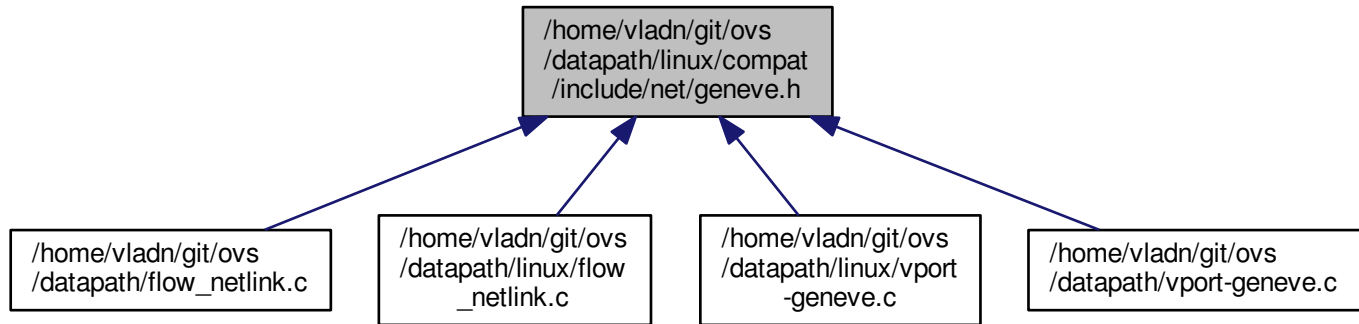 /home/vladn/git/ovs
/datapath/linux/compat
/include/net/geneve.h
/home/vladn/git/ovs
/datapath/flow_netlink.c
/home/vladn/git/ovs
/datapath/linux/flow
_netlink.c
/home/vladn/git/ovs
/datapath/linux/vport
-geneve.c
/home/vladn/git/ovs
/datapath/vport-geneve.c